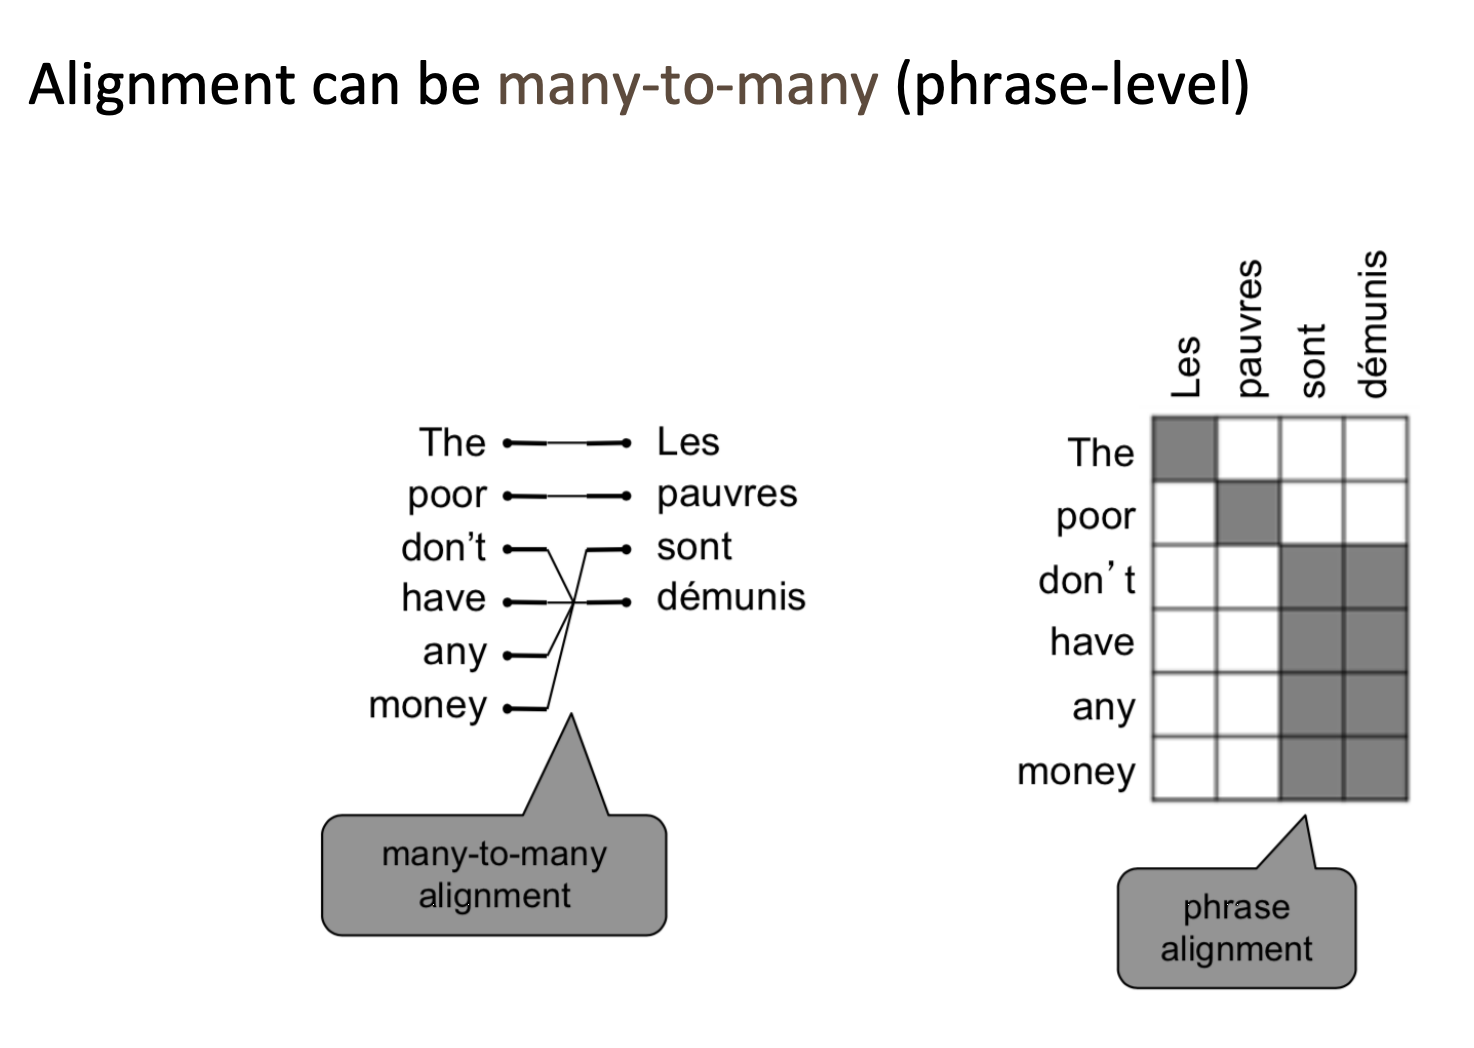 Alignment can be many-to-many (phrase-level)
The Les
poor pauvres
don't sont
have démunis
any
money
many-to-many
alignment
Les pauvres sont démunis
The
poor
don't
have
any
money
phrase
alignment